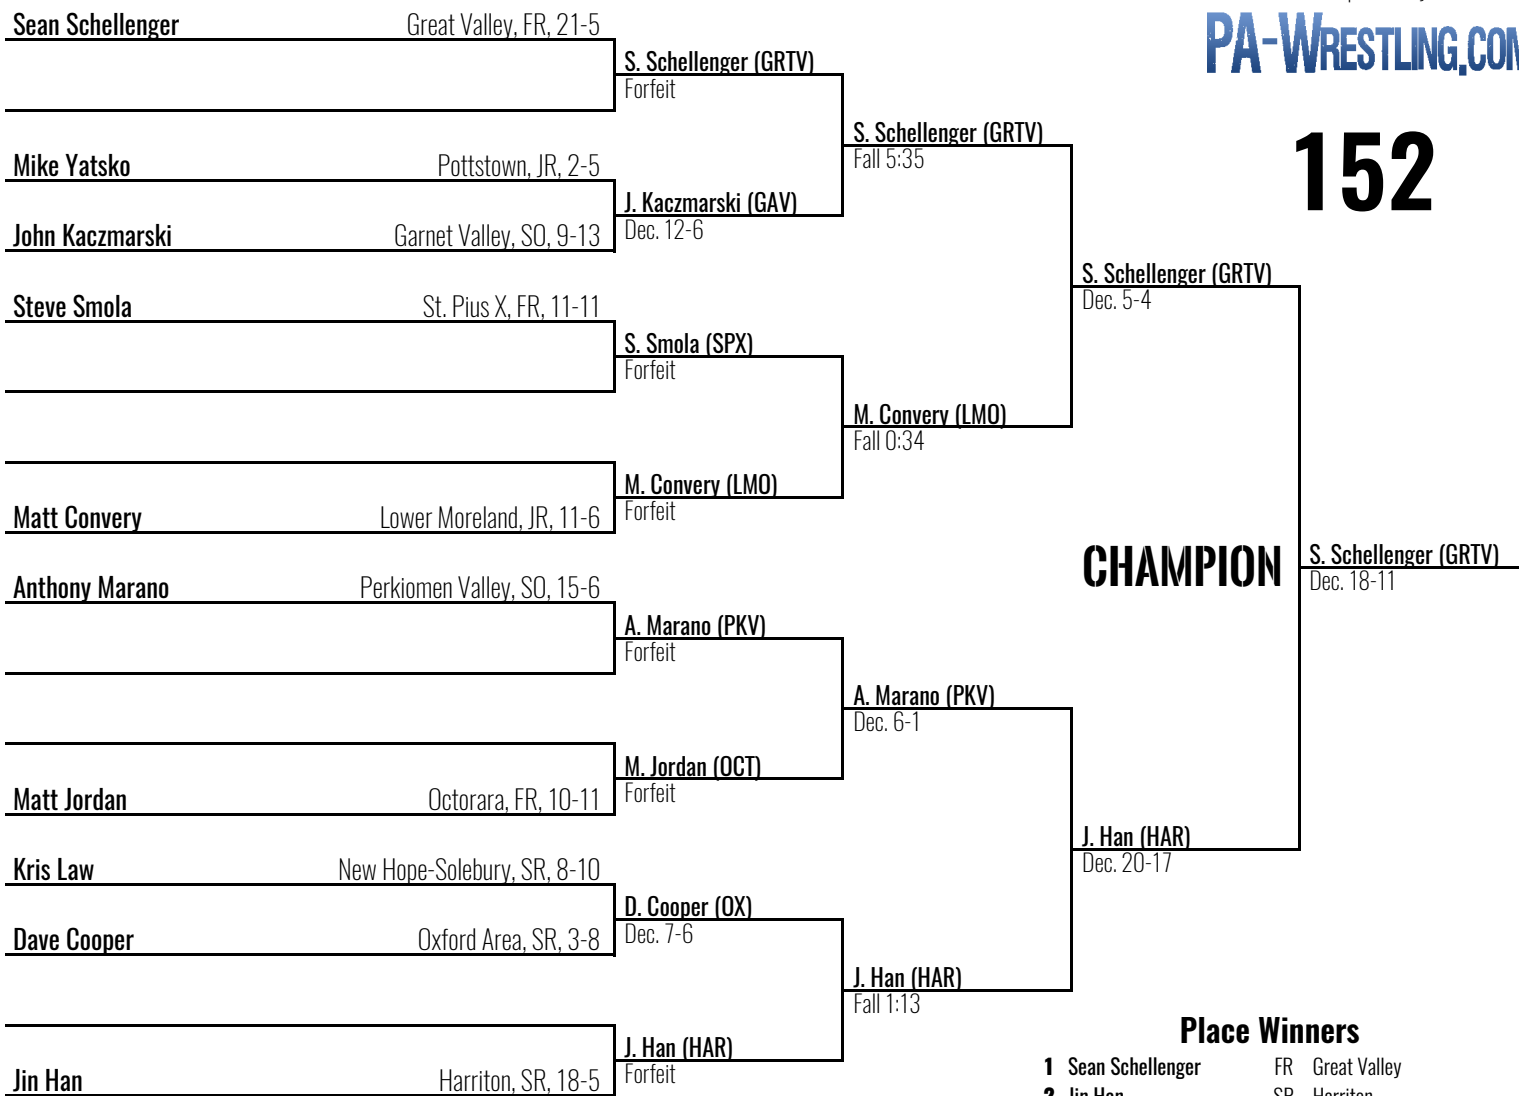 Sean Schellenger Great Valley, FR, 21-5
S. Schellenger (GRTV)
Forfeit
PA-WRESTLING.COM
S. Schellenger (GRTV)
Fall 5:35
152
Mike Yatsko Pottstown, JR, 2-5
J. Kaczmarski (GAV)
Dec. 12-6
John Kaczmarski Garnet Valley, SO, 9-13
S. Schellenger (GRTV)
Dec. 5-4
Steve Smola St. Pius X, FR, 11-11
S. Smola (SPX)
Forfeit
M. Convery (LMO)
Fall 0:34
M. Convery (LMO)
Forfeit
Matt Convery Lower Moreland, JR, 11-6
CHAMPION
S. Schellenger (GRTV)
Dec. 18-11
Anthony Marano Perkiomen Valley, SO, 15-6
A. Marano (PKV)
Forfeit
A. Marano (PKV)
Dec. 6-1
M. Jordan (OCT)
Forfeit
Matt Jordan Octorara, FR, 10-11
J. Han (HAR)
Dec. 20-17
Kris Law New Hope-Solebury, SR, 8-10
D. Cooper (OX)
Dec. 7-6
Dave Cooper Oxford Area, SR, 3-8
J. Han (HAR)
Fall 1:13
J. Han (HAR)
Forfeit
Jin Han Harriton, SR, 18-5
Place Winners
1 Sean Schellenger FR Great Valley
2 Jin Han SR Harriton